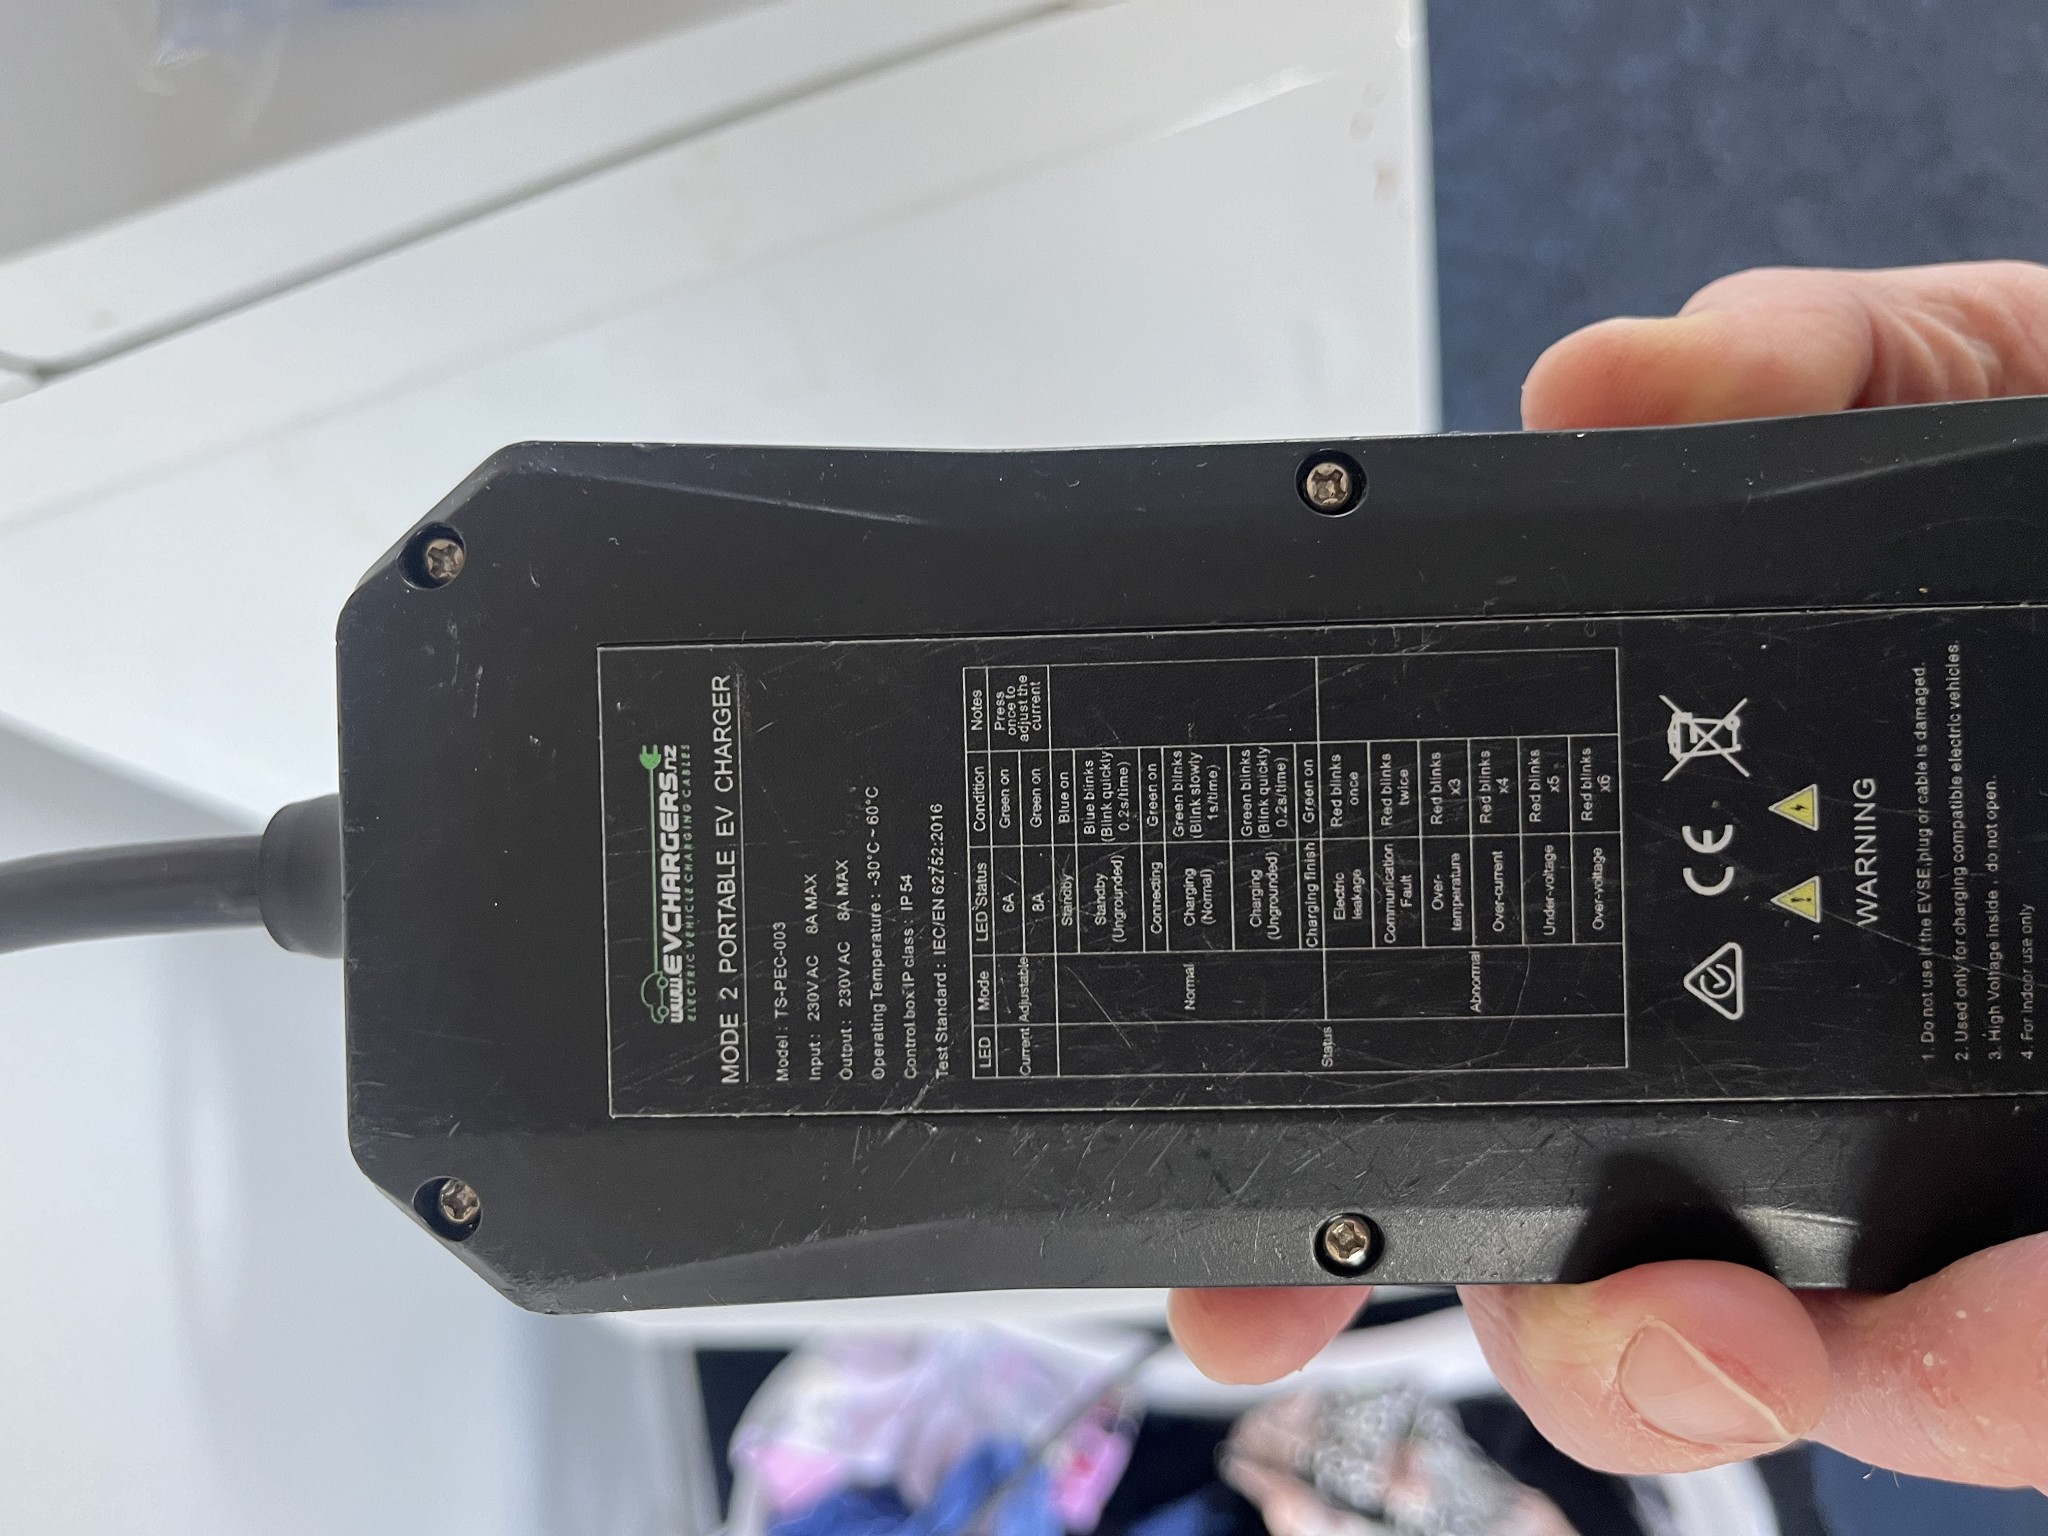 www.EVCHARGERS.nz
ELECTRIC VEHICLE CHARGING CABLES
MODE 2 PORTABLE EV CHARGER
Model : TS-PEC-003
Input : 230V AC 8A MAX
Output : 230V AC 8A MAX
Operating Temperature : -30°C ~ 60°C
Control box IP class : IP 54
Test Standard : IEC/EN 62752:2016
LED Mode LED Status Condition Notes
Current Adjustable 6A Green on Press once to adjust the current
8A Green on
Status Normal Standby Blue on
Standby (Ungrounded) Blue blinks (Blink quickly 0.2s/time)
Connecting Green on
Charging (Normal) Green blinks (Blink slowly 1s/time)
Charging (Ungrounded) Green blinks (Blink quickly 0.2s/time)
Charging finish Green on
Abnormal Electric leakage Red blinks once
Communication Fault Red blinks twice
Over-temperature Red blinks x3
Over-current Red blinks x4
Under-voltage Red blinks x5
Over-voltage Red blinks x6
CE
WARNING
1. Do not use if the EVSE, plug or cable is damaged.
2. Used only for charging compatible electric vehicles.
3. High Voltage inside , do not open.
4. For indoor use only